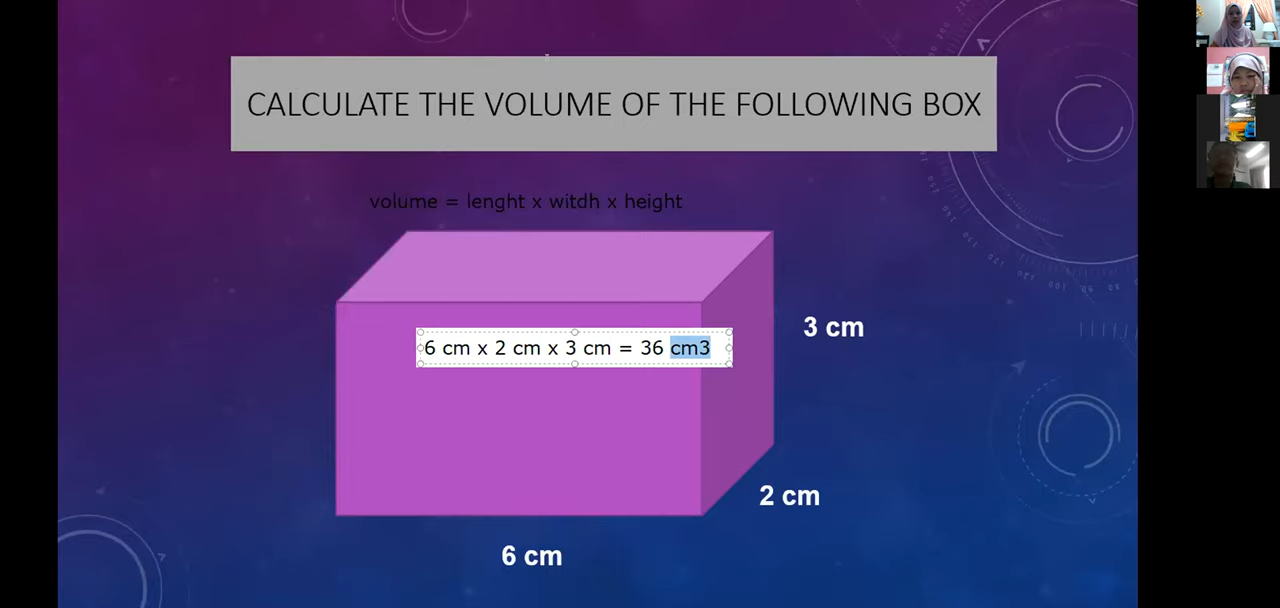 CALCULATE THE VOLUME OF THE FOLLOWING BOX
volume = lenght x witdh x height
6 cm x 2 cm x 3 cm = 36 cm3
3 cm
2 cm
6 cm